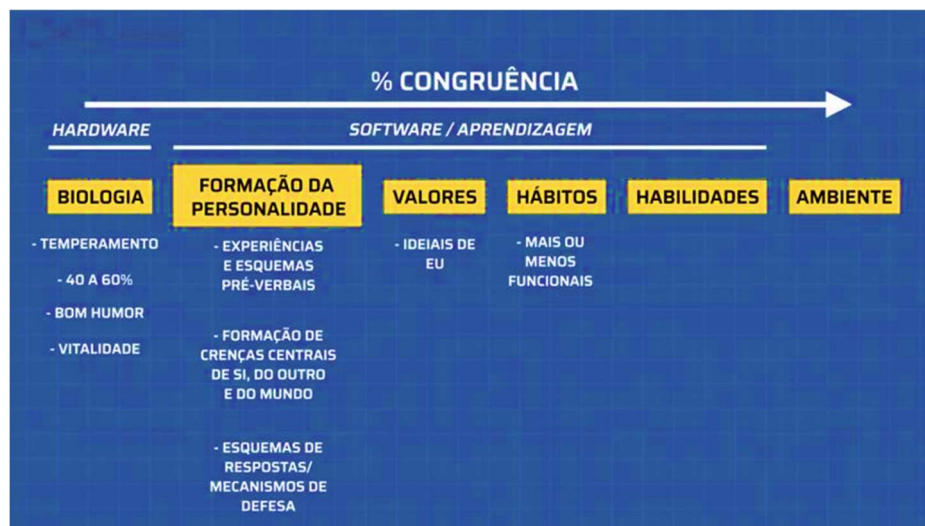 % CONGRUÊNCIA
HARDWARE
SOFTWARE / APRENDIZAGEM
BIOLOGIA
- TEMPERAMENTO
- 40 A 60%
- BOM HUMOR
- VITALIDADE
FORMAÇÃO DA
PERSONALIDADE
- EXPERIÊNCIAS
E ESQUEMAS
PRÉ-VERBAIS
- FORMAÇÃO DE
CRENÇAS CENTRAIS
DE SI, DO OUTRO
E DO MUNDO
- ESQUEMAS DE
RESPOSTAS/
MECANISMOS DE
DEFESA
VALORES
- IDEIAIS DE
EU
HÁBITOS
- MAIS OU
MENOS
FUNCIONAIS
HABILIDADES
AMBIENTE